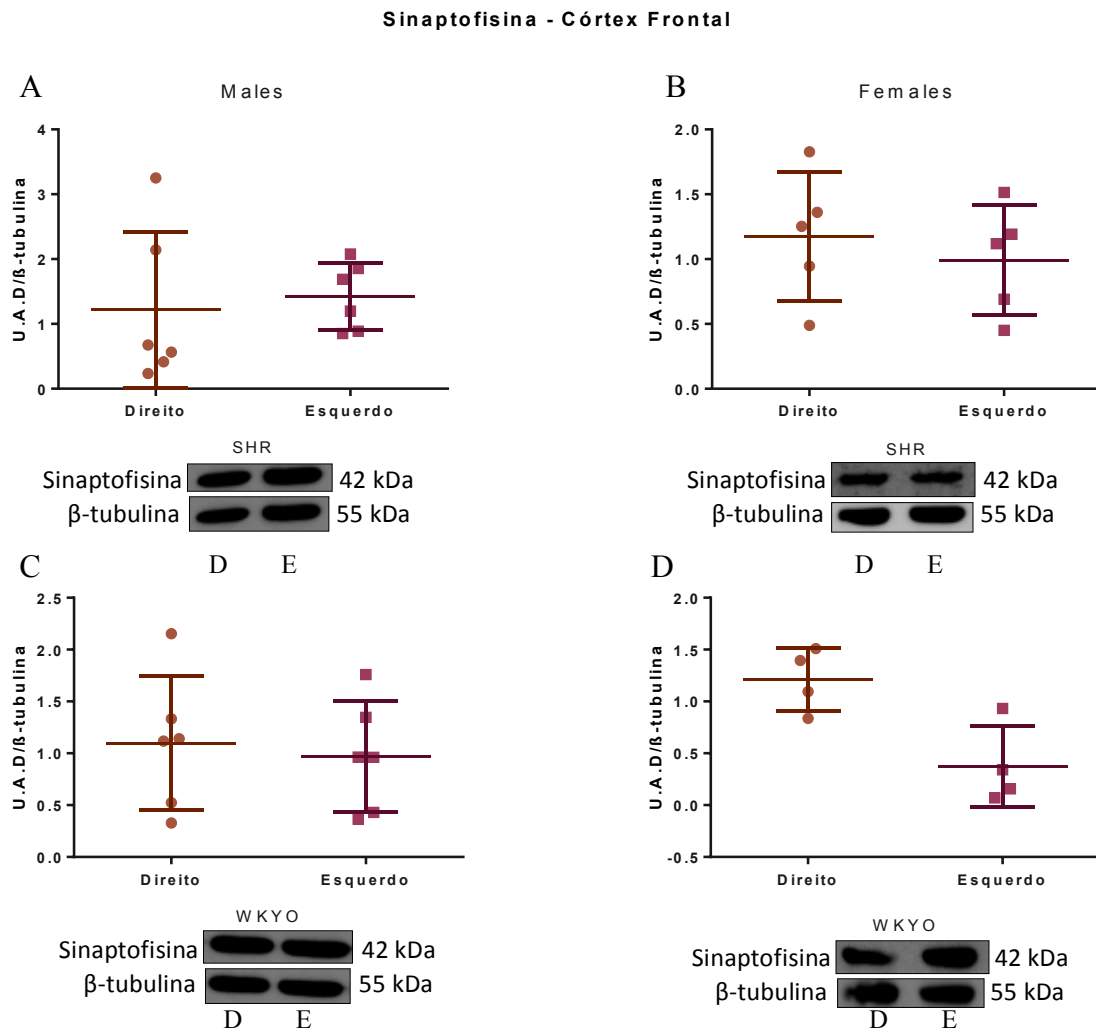 Sinaptofisina - Córtex Frontal
A
Males
4
3
2
1
0
U.A.D/ß-tubulina
Direito
Esquerdo
SHR
Sinaptofisina
42 kDa
β-tubulina
55 kDa
D E
B
Females
2.0
1.5
1.0
0.5
0.0
U.A.D/ß-tubulina
Direito
Esquerdo
SHR
Sinaptofisina
42 kDa
β-tubulina
55 kDa
D E
C
2.5
2.0
1.5
1.0
0.5
0.0
U.A.D/ß-tubulina
Direito
Esquerdo
WKYO
Sinaptofisina
42 kDa
β-tubulina
55 kDa
D E
D
2.0
1.5
1.0
0.5
0.0
-0.5
U.A.D/ß-tubulina
Direito
Esquerdo
WKYO
Sinaptofisina
42 kDa
β-tubulina
55 kDa
D E